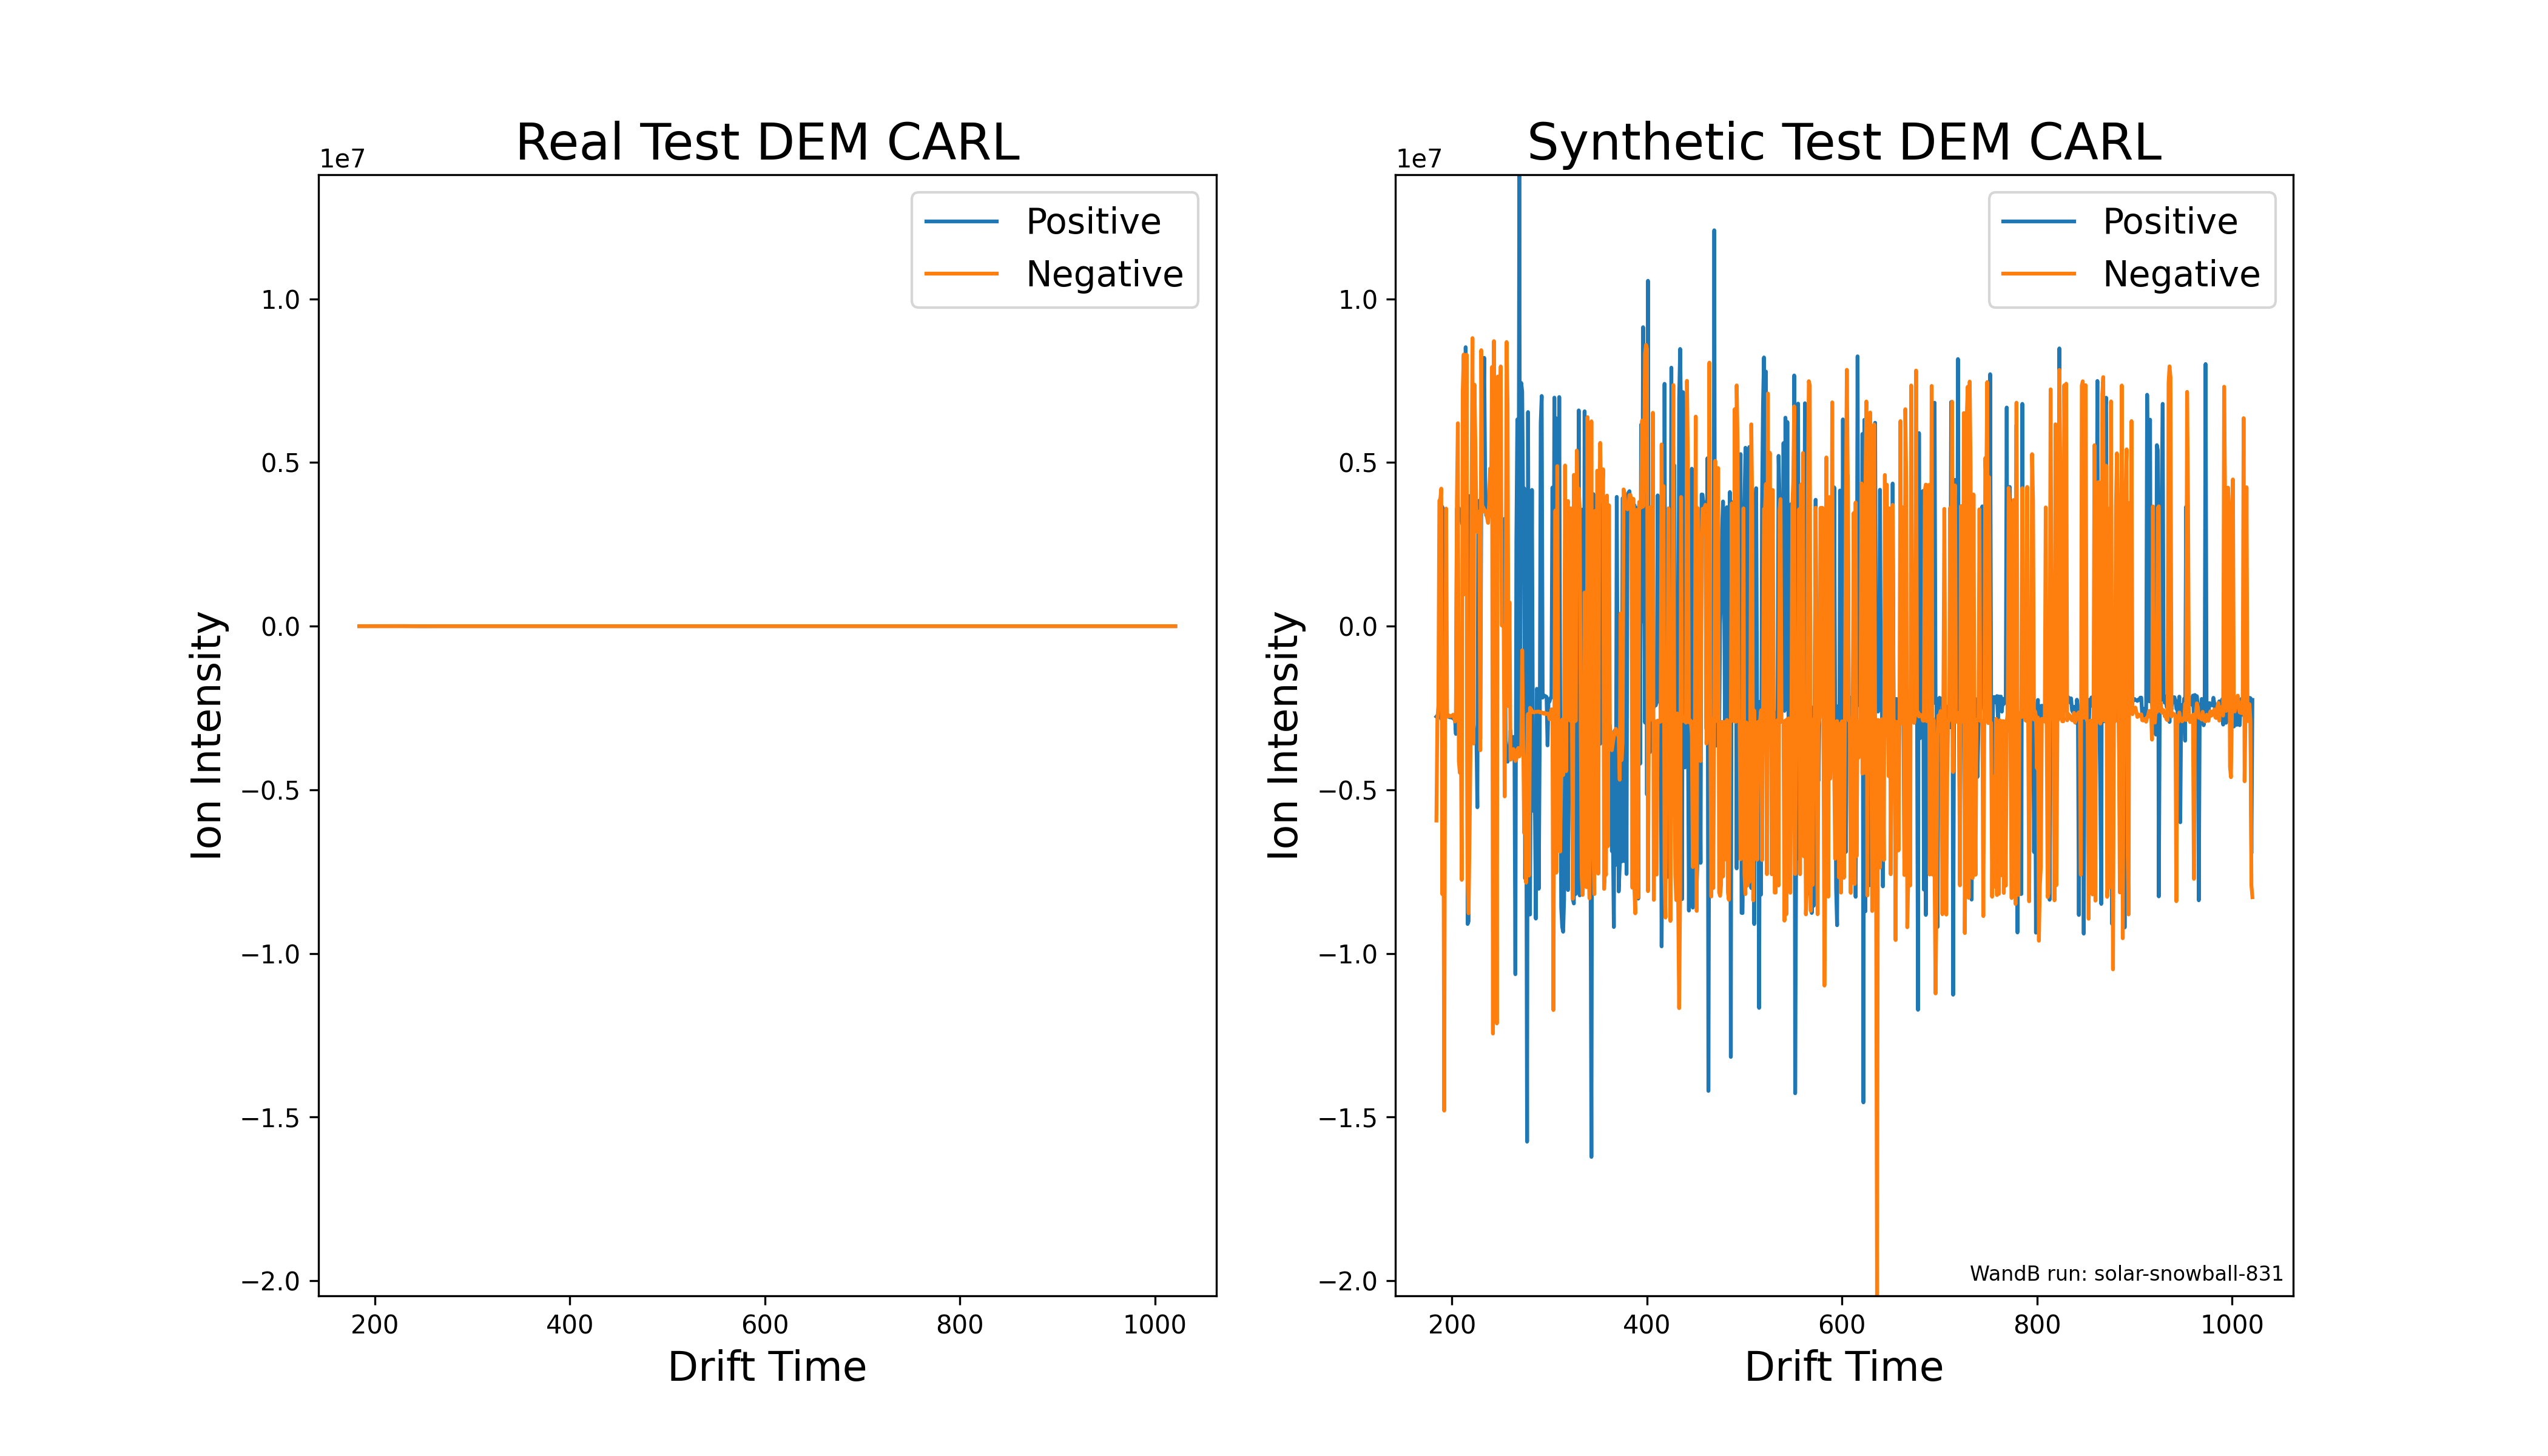 Real Test DEM CARL
1e7
Positive
Negative
1.0
0.5
0.0
−0.5
−1.0
−1.5
−2.0
Ion Intensity
200 400 600 800 1000
Drift Time
Synthetic Test DEM CARL
1e7
Positive
Negative
1.0
0.5
0.0
−0.5
−1.0
−1.5
−2.0
Ion Intensity
WandB run: solar-snowball-831
200 400 600 800 1000
Drift Time